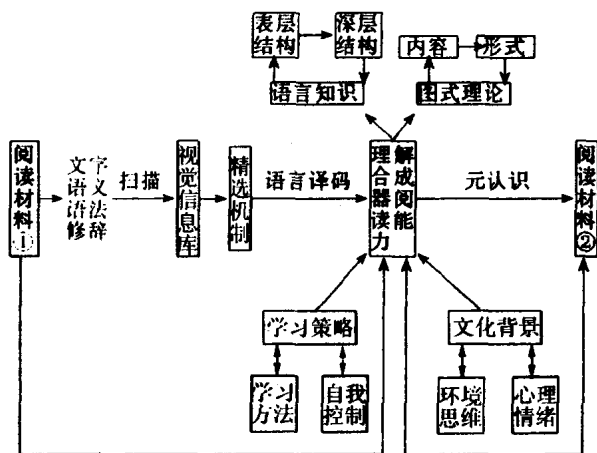 表层
结构
深层
结构
语言知识
内容
形式
图式理论
阅读材料①
文字
语文
语法
修辞
扫描
视觉信息库
精选机制
语言译码
理解
合成
器阅
读能
力
元认识
阅读材料②
学习策略
文化背景
学习
方法
自我
控制
环境
思维
心理
情绪